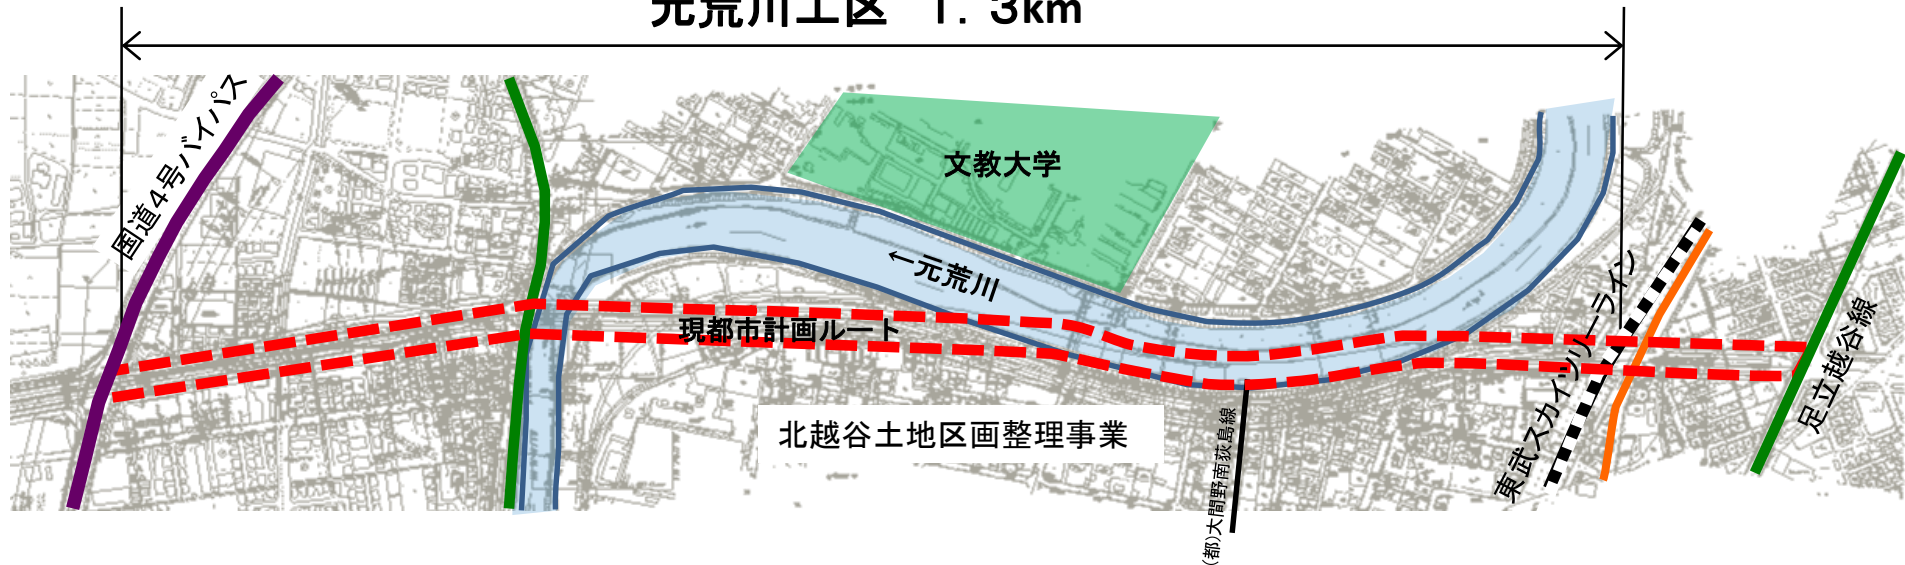 元荒川工区 1.3km
国道4号バイパス
文教大学
←元荒川
現都市計画ルート
北越谷土地区画整理事業
(都)大間野南荻島線
東武スカイツリーライン
足立越谷線